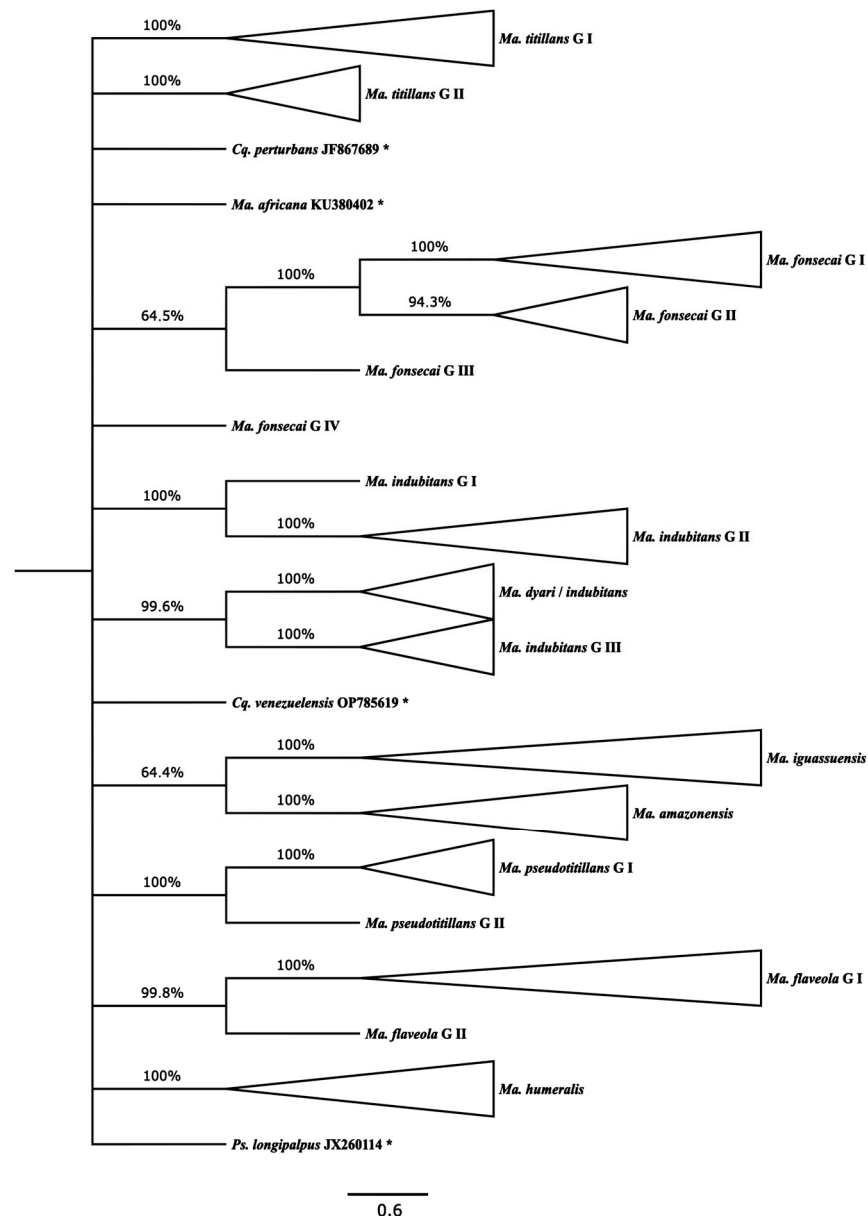 100%
Ma. titillans G I
100%
Ma. titillans G II
Cq. perturbans JF867689 *
Ma. africana KU380402 *
100%
Ma. fonsecai G I
100%
94.3%
Ma. fonsecai G II
64.5%
Ma. fonsecai G III
Ma. fonsecai G IV
Ma. indubitans G I
100%
100%
Ma. indubitans G II
100%
Ma. dyari / indubitans
99.6%
100%
Ma. indubitans G III
Cq. venezuelensis OP785619 *
100%
Ma. iguassuensis
64.4%
100%
Ma. amazonensis
100%
Ma. pseudotitillans G I
100%
Ma. pseudotitillans G II
100%
Ma. flaveola G I
99.8%
Ma. flaveola G II
100%
Ma. humeralis
Ps. longipalpus JX260114 *
0.6